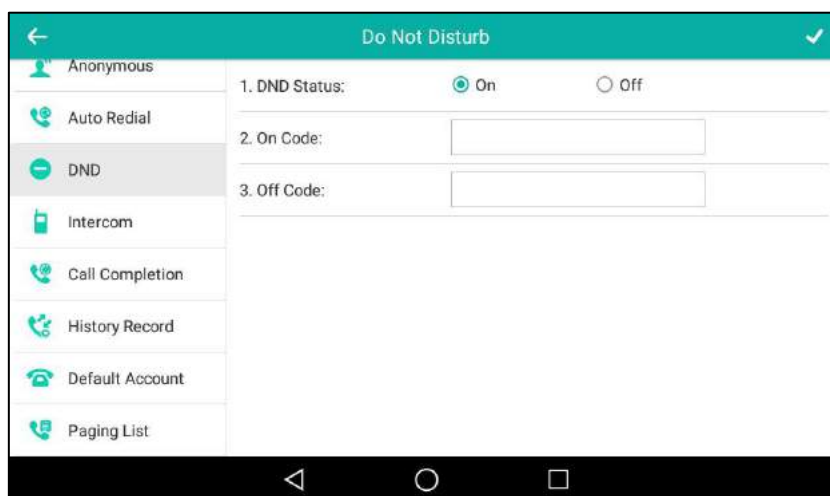 Do Not Disturb
Anonymous
Auto Redial
DND
Intercom
Call Completion
History Record
Default Account
Paging List
1. DND Status:
On
Off
2. On Code:
3. Off Code: